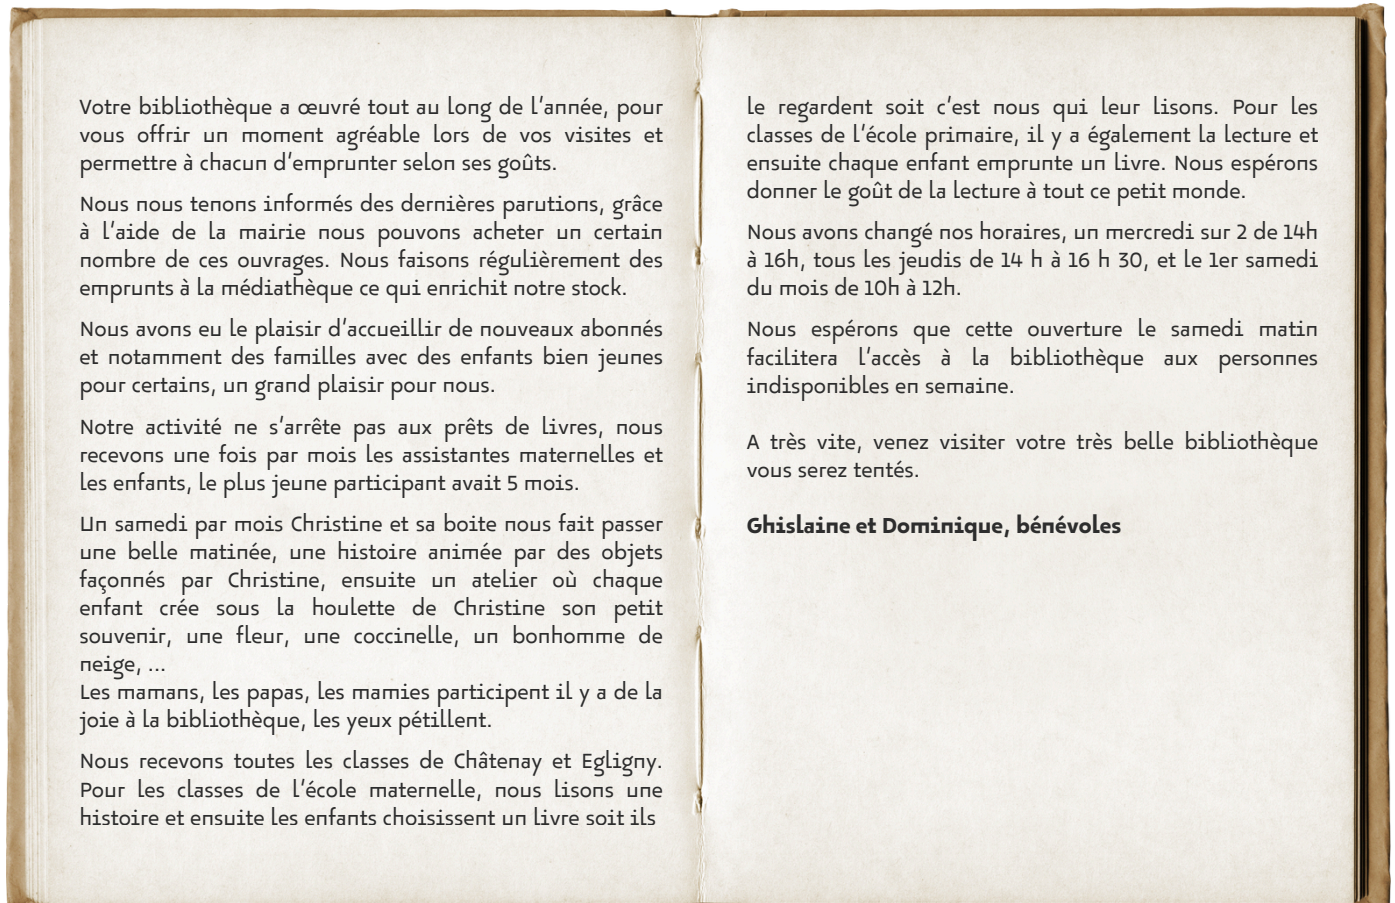 Votre bibliothèque a œuvré tout au long de l'année, pour
vous offrir un moment agréable lors de vos visites et
permettre à chacun d'emprunter selon ses goûts.
Nous nous tenons informés des dernières parutions, grâce
à l'aide de la mairie nous pouvons acheter un certain
nombre de ces ouvrages. Nous faisons régulièrement des
emprunts à la médiathèque ce qui enrichit notre stock.
Nous avons eu le plaisir d'accueillir de nouveaux abonnés
et notamment des familles avec des enfants bien jeunes
pour certains, un grand plaisir pour nous.
Notre activité ne s'arrête pas aux prêts de livres, nous
recevons une fois par mois les assistantes maternelles et
les enfants, le plus jeune participant avait 5 mois.
Un samedi par mois Christine et sa boite nous fait passer
une belle matinée, une histoire animée par des objets
façonnés par Christine, ensuite un atelier où chaque
enfant crée sous la houlette de Christine son petit
souvenir, une fleur, une coccinelle, un bonhomme de
neige, ...
Les mamans, les papas, les mamies participent il y a de la
joie à la bibliothèque, les yeux pétillent.
Nous recevons toutes les classes de Châtenay et Egligny.
Pour les classes de l'école maternelle, nous lisons une
histoire et ensuite les enfants choisissent un livre soit ils
le regardent soit c'est nous qui leur lisons. Pour les
classes de l'école primaire, il y a également la lecture et
ensuite chaque enfant emprunte un livre. Nous espérons
donner le goût de la lecture à tout ce petit monde.
Nous avons changé nos horaires, un mercredi sur 2 de 14h
à 16h, tous les jeudis de 14 h à 16 h 30, et le 1er samedi
du mois de 10h à 12h.
Nous espérons que cette ouverture le samedi matin
facilitera l'accès à la bibliothèque aux personnes
indisponibles en semaine.
A très vite, venez visiter votre très belle bibliothèque
vous serez tentés.
Ghislaine et Dominique, bénévoles